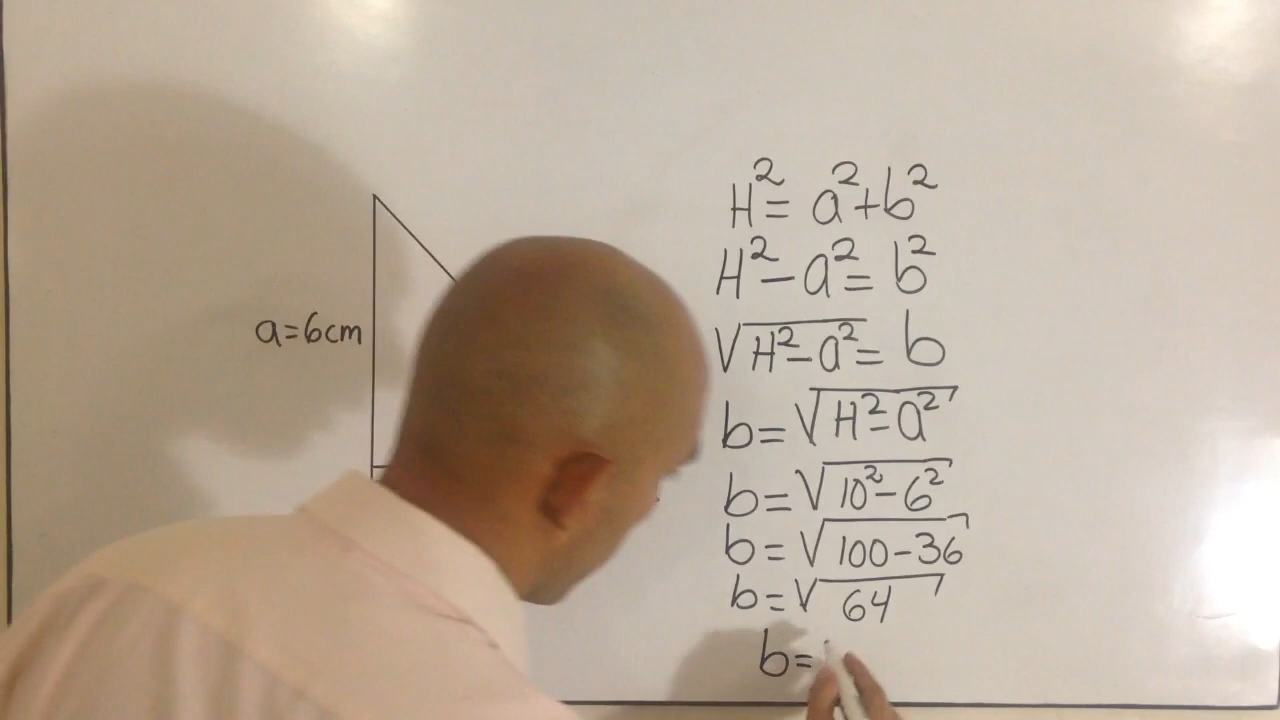 a=6cm
H²= a²+b²
H²-a²= b²
√H²-a²= b
b=√H²-a²
b=√10²-6²
b=√100-36
b=√64
b=